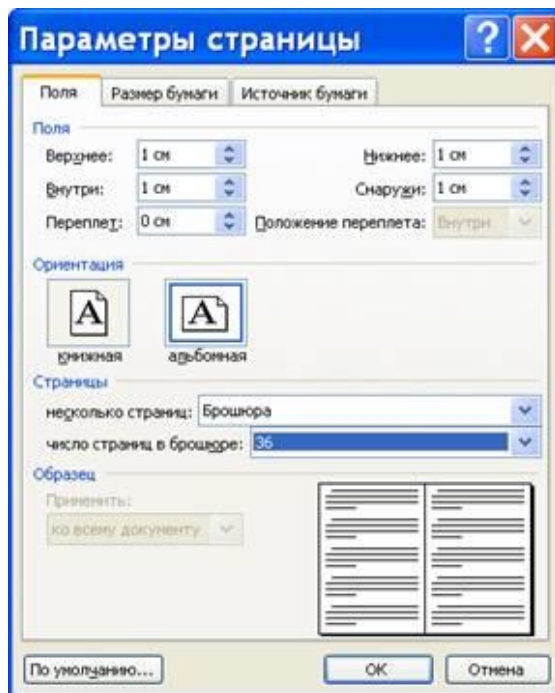 Параметры страницы
Поля Размер бумаги Источник бумаги
Поля
Верхнее: 1 см Нижнее: 1 см
Внутри: 1 см Снаружи: 1 см
Переплет: 0 см Положение переплета: Внутри
Ориентация
A A
книжная альбомная
Страницы
несколько страниц: Брошюра
число страниц в брошюре: 36
Образец
Применить:
ко всему документу
По умолчанию... ОК Отмена